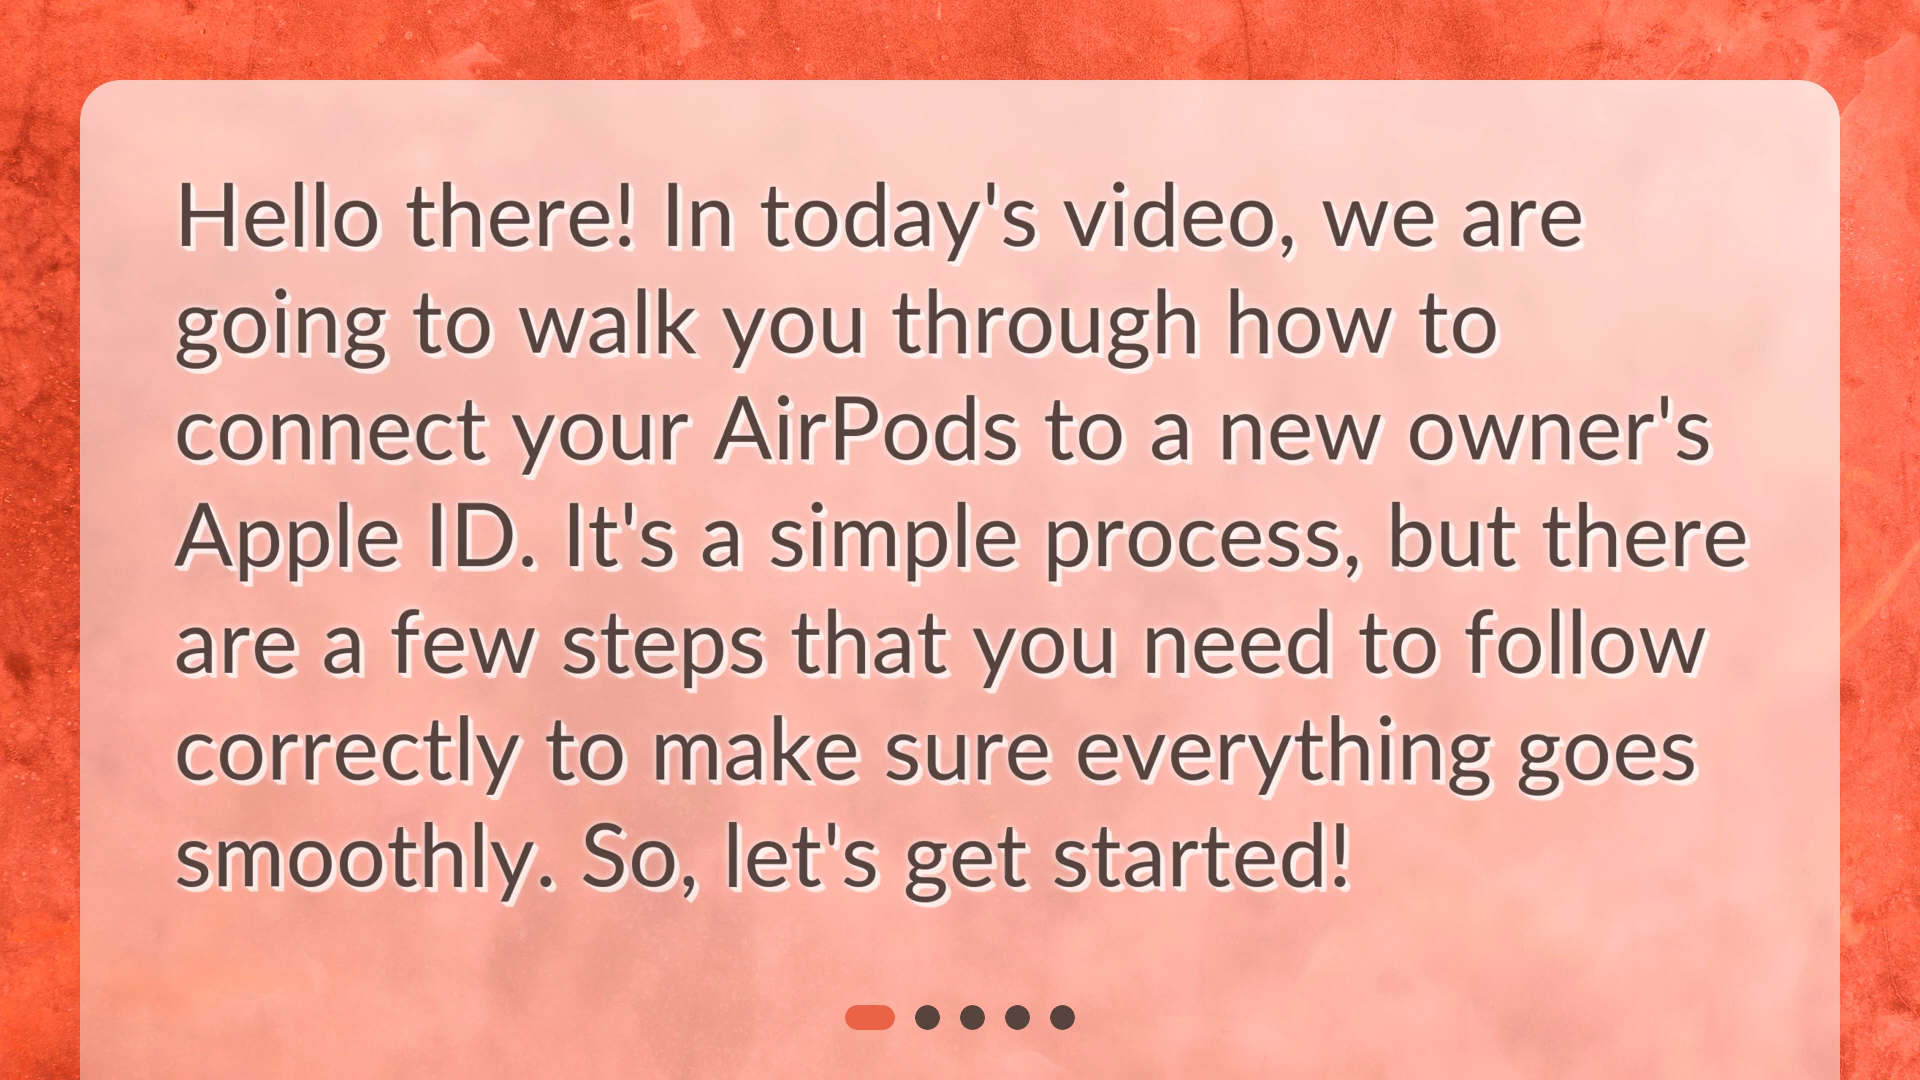 Hello there! In today's video, we are
going to walk you through how to
connect your AirPods to a new owner's
Apple ID. It's a simple process, but there
are a few steps that you need to follow
correctly to make sure everything goes
smoothly. So, let's get started!